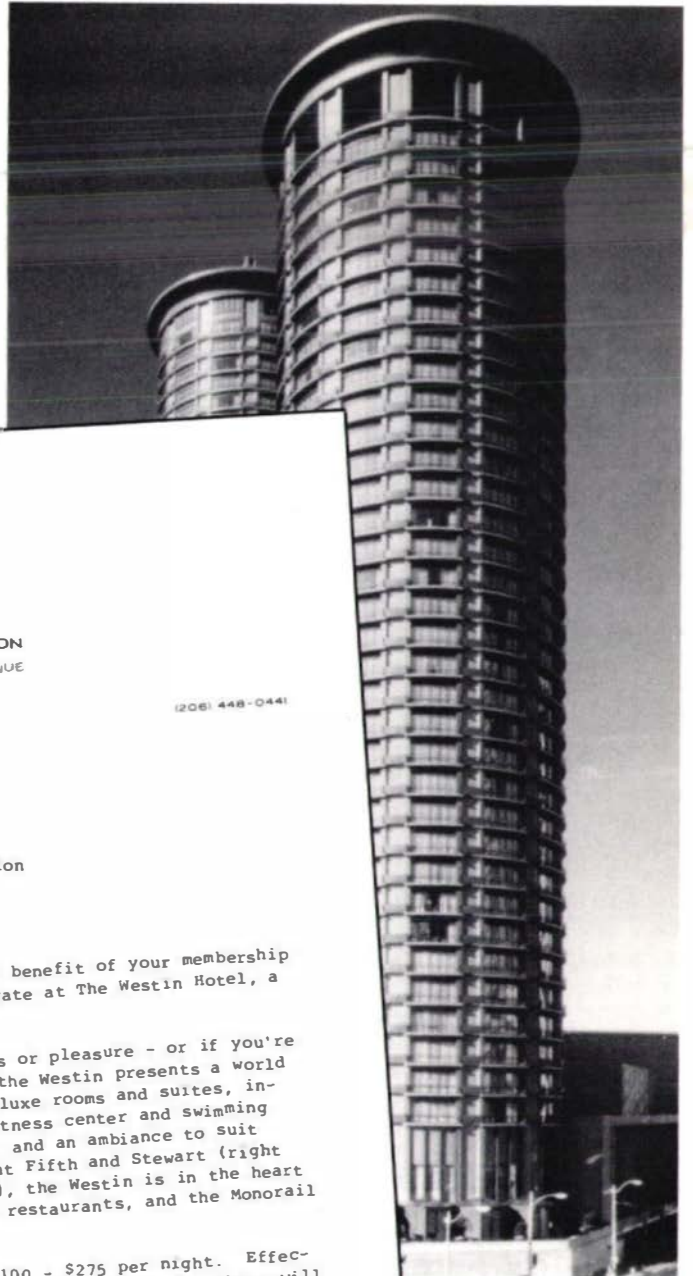 ON
UE
(206) 448-0441
on
benefit of your membership
ate at The Westin Hotel, a
s or pleasure - or if you're
the Westin presents a world
luxe rooms and suites, in-
tness center and swimming
and an ambiance to suit
at Fifth and Stewart (right
), the Westin is in the heart
restaurants, and the Monorail
100 - $275 per night. Effec-
will